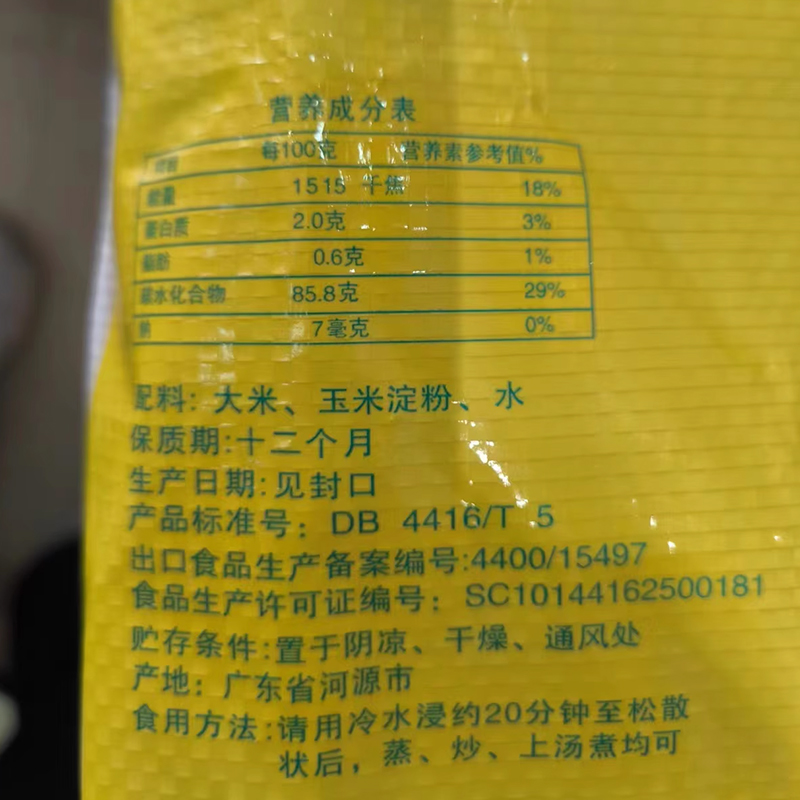 营养成分表
项目 每100克 营养素参考值%
能量 1515 千焦 18%
蛋白质 2.0克 3%
脂肪 0.6克 1%
碳水化合物 85.8克 29%
钠 7毫克 0%
配料: 大米、玉米淀粉、水
保质期:十二个月
生产日期:见封口
产品标准号: DB 4416/T 5
出口食品生产备案编号:4400/15497
食品生产许可证编号: SC10144162500181
贮存条件:置于阴凉、干燥、通风处
产地: 广东省河源市
食用方法:请用冷水浸约20分钟至松散
状后，蒸、炒、上汤煮均可